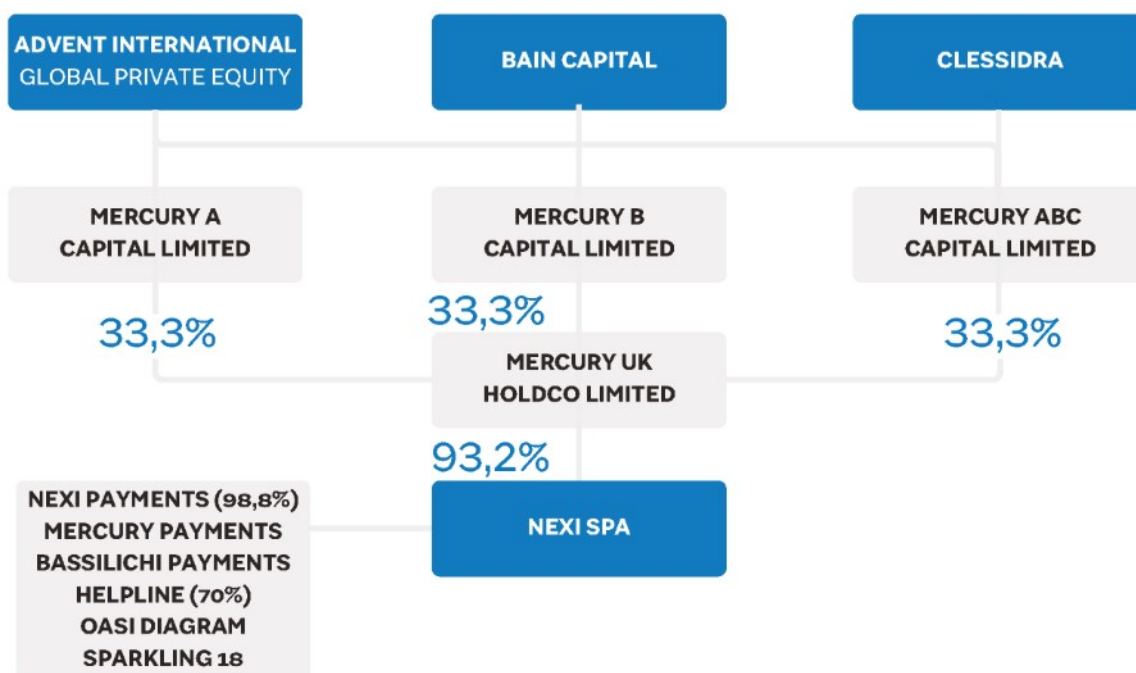 ADVENT INTERNATIONAL
GLOBAL PRIVATE EQUITY
BAIN CAPITAL
CLESSIDRA
MERCURY A
CAPITAL LIMITED
MERCURY B
CAPITAL LIMITED
MERCURY ABC
CAPITAL LIMITED
33,3%
33,3%
33,3%
MERCURY UK
HOLDCO LIMITED
93,2%
NEXI SPA
NEXI PAYMENTS (98,8%)
MERCURY PAYMENTS
BASSILICHI PAYMENTS
HELPLINE (70%)
OASI DIAGRAM
SPARKLING 18